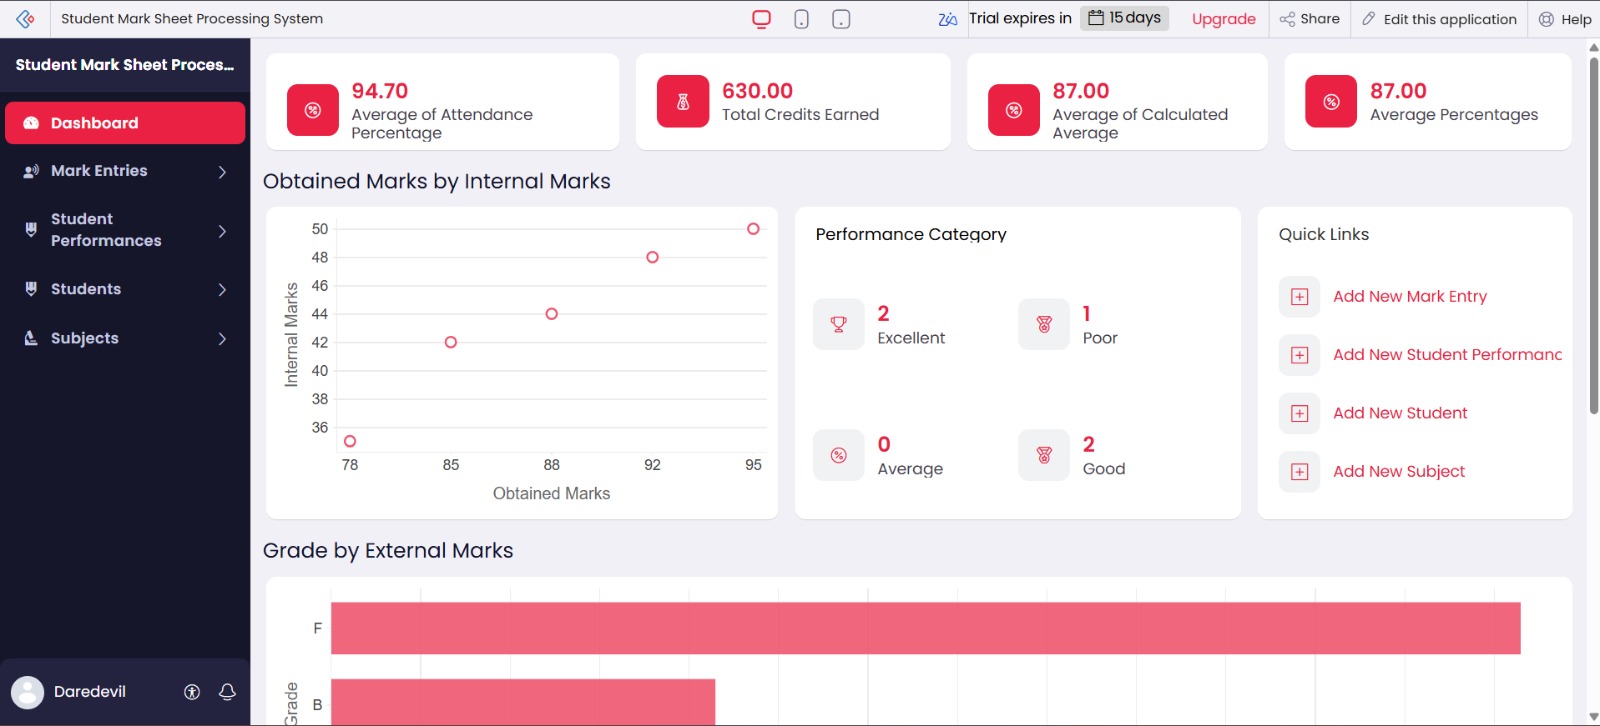 Student Mark Sheet Processing System
Trial expires in 15 days Upgrade Share Edit this application Help
Student Mark Sheet Proces...
Dashboard
Mark Entries
Student
Performances
Students
Subjects
Daredevil
94.70
Average of Attendance
Percentage
630.00
Total Credits Earned
87.00
Average of Calculated
Average
87.00
Average Percentages
Obtained Marks by Internal Marks
Internal Marks
50
48
46
44
42
40
38
36
78 85 88 92 95
Obtained Marks
Performance Category
2
Excellent
1
Poor
0
Average
2
Good
Quick Links
Add New Mark Entry
Add New Student Performanc
Add New Student
Add New Subject
Grade by External Marks
Grade
F
B